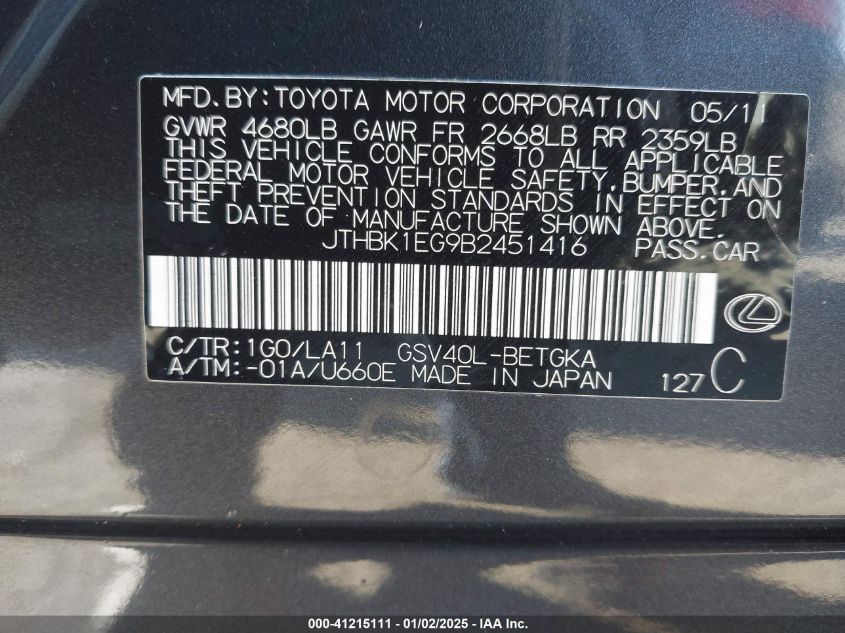 MFD. BY: TOYOTA MOTOR CORPORATION 05/11
GVWR 4680LB GAWR FR 2668LB RR 2359LB
THIS VEHICLE CONFORMS TO ALL APPLICABLE
FEDERAL MOTOR VEHICLE SAFETY, BUMPER, AND
THEFT PREVENTION STANDARDS IN EFFECT ON
THE DATE OF MANUFACTURE SHOWN ABOVE.
JTHBK1EG9B2451416 PASS. CAR
C/TR: 1G0/LA11 GSV40L-BETGKA
A/TM: -01A/U660E MADE IN JAPAN 127 C
000-41215111 - 01/02/2025 - IAA Inc.